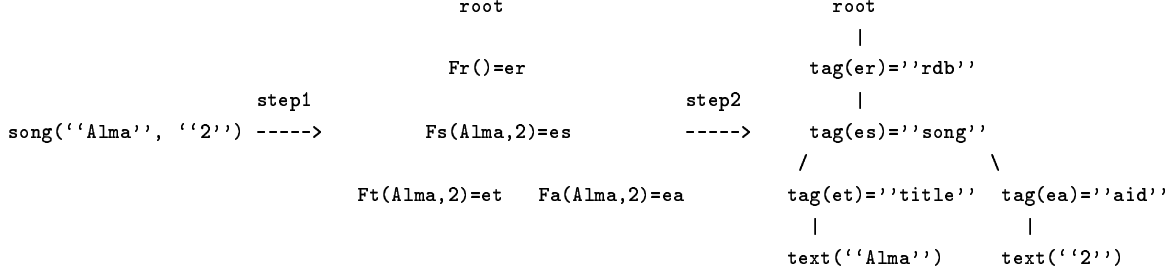 root root
|
Fr()=er tag(er)=''rdb''
step1 step2 |
song(``Alma'', ``2'') -----> Fs(Alma,2)=es -----> tag(es)=''song''
/ \
Ft(Alma,2)=et Fa(Alma,2)=ea tag(et)=''title'' tag(ea)=''aid''
| |
text(``Alma'') text(``2'')